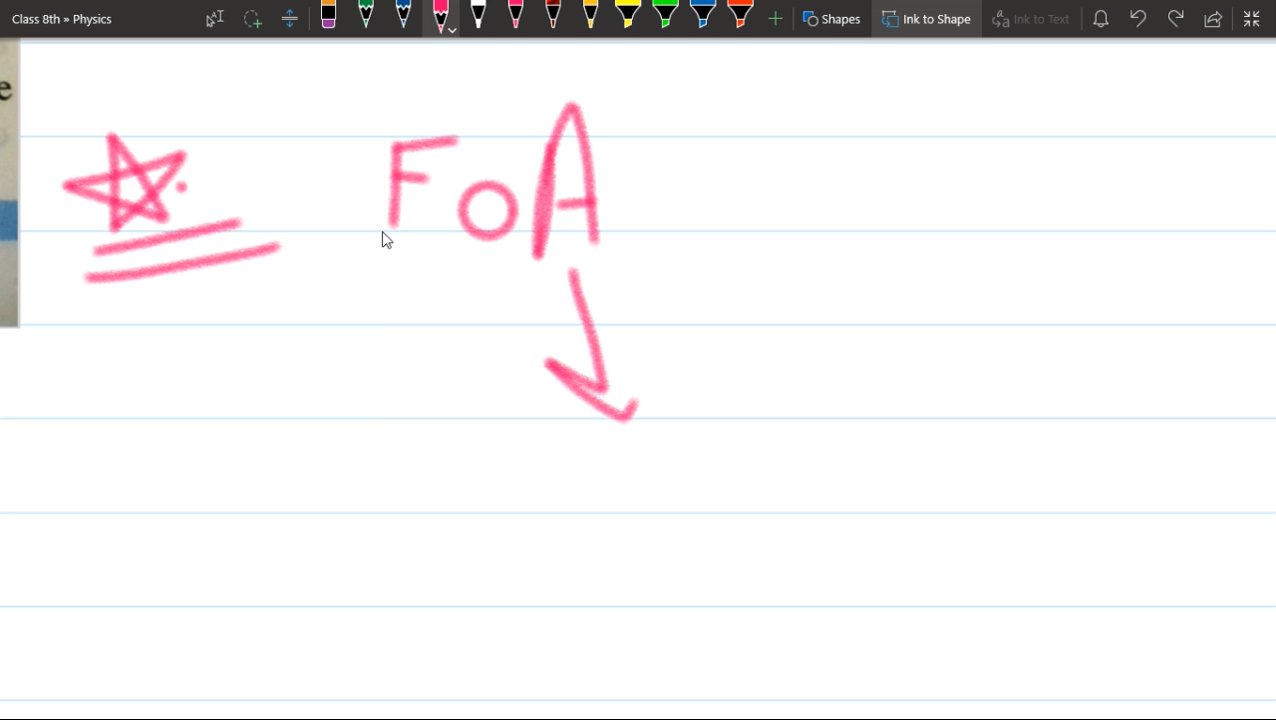 Class 8th » Physics
Shapes
Ink to Shape
Ink to Text
e
FoA